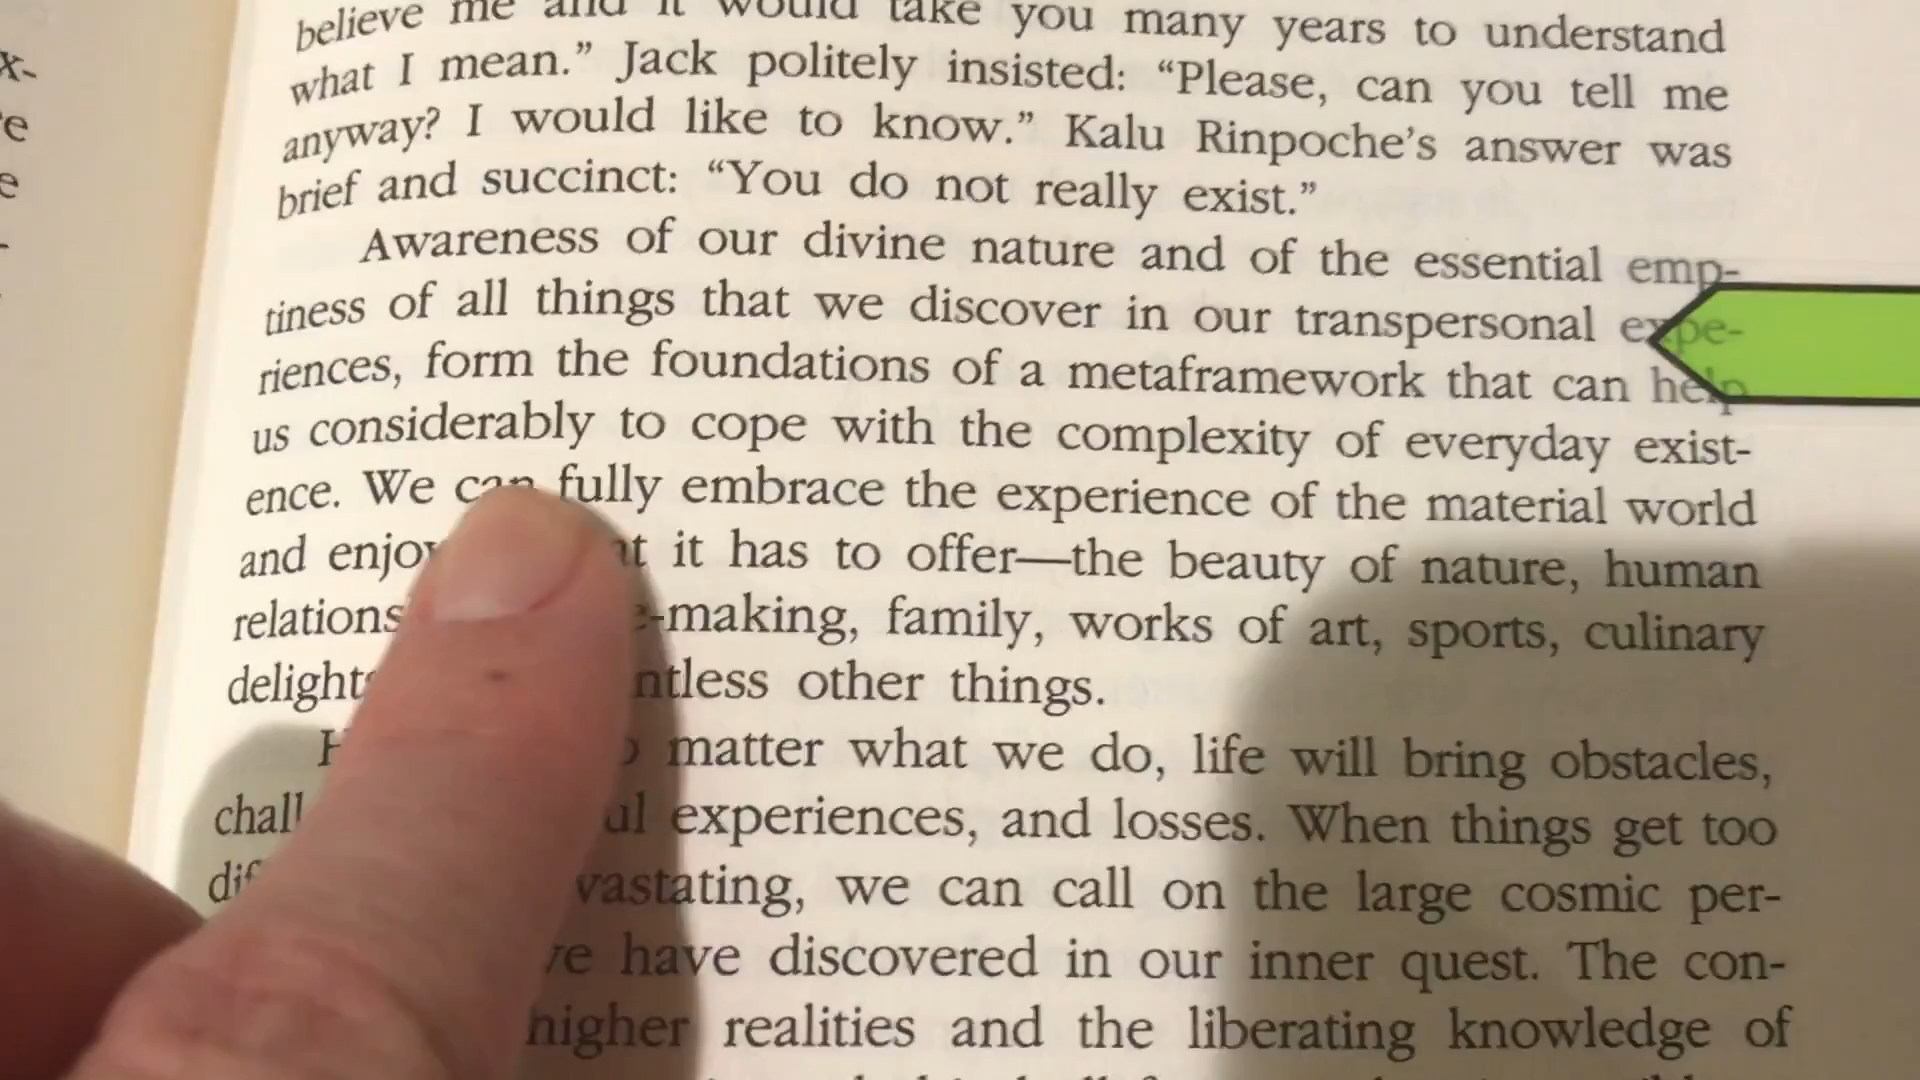 x-
e
e
-
believe me and it would take you many years to understand
what I mean.” Jack politely insisted: “Please, can you tell me
anyway? I would like to know.” Kalu Rinpoche’s answer was
brief and succinct: “You do not really exist.”
Awareness of our divine nature and of the essential emp-
tiness of all things that we discover in our transpersonal expe-
riences, form the foundations of a metaframework that can help
us considerably to cope with the complexity of everyday exist-
ence. We can fully embrace the experience of the material world
and enjoy it has to offer—the beauty of nature, human
relations -making, family, works of art, sports, culinary
delights other things.
matter what we do, life will bring obstacles,
experiences, and losses. When things get too
we can call on the large cosmic per-
have discovered in our inner quest. The con-
higher realities and the liberating knowledge of